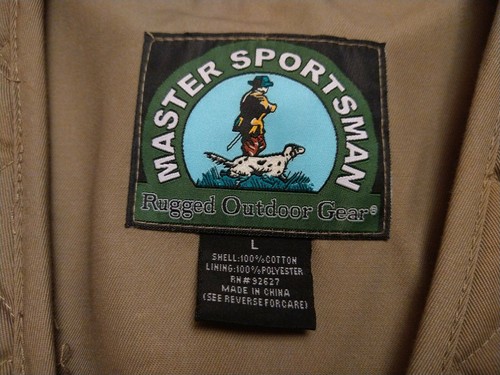 MASTER SPORTSMAN
Rugged Outdoor Gear®
L
SHELL:100%COTTON
LINING:100%POLYESTER
RN#92627
MADE IN CHINA
(SEE REVERSE FOR CARE)